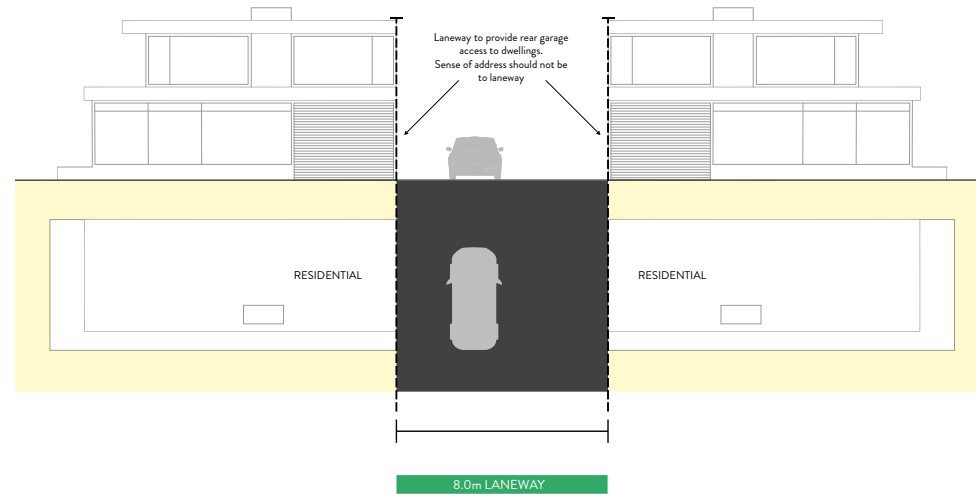 Laneway to provide rear garage
access to dwellings.
Sense of address should not be
to laneway
RESIDENTIAL
RESIDENTIAL
8.0m LANEWAY